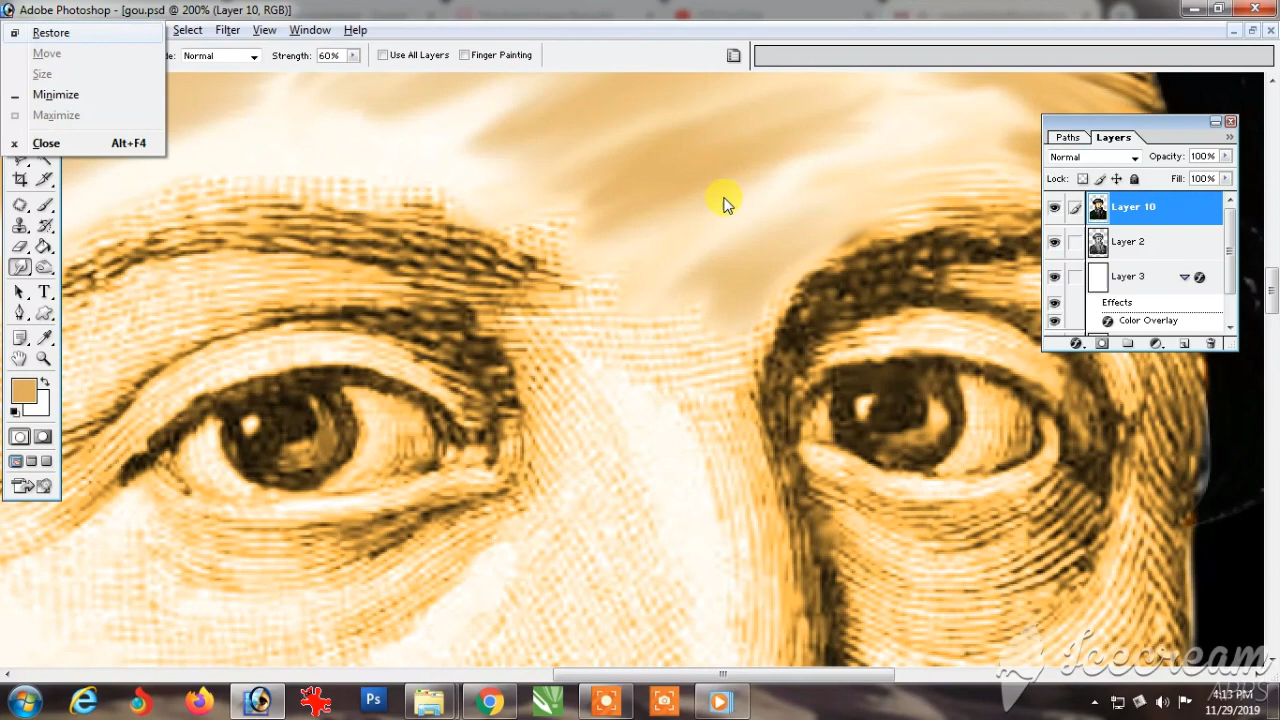 Adobe Photoshop - [gou.psd @ 200% (Layer 10, RGB)]
Restore
Move
Size
Minimize
Maximize
Close Alt+F4
Select Filter View Window Help
Normal Strength: 60% Use All Layers Finger Painting
Paths Layers
Normal Opacity: 100%
Lock: Fill: 100%
Layer 10
Layer 2
Layer 3
Effects
Color Overlay
Icecream
Apps
Ps
4:13 PM
11/29/2019